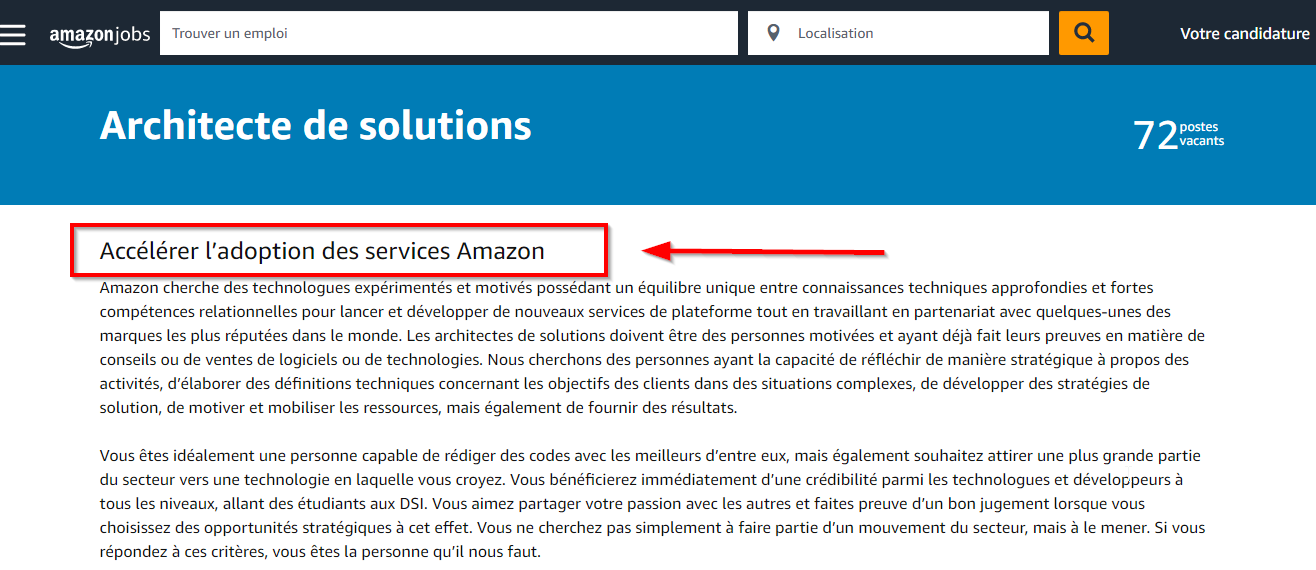 amazonjobs
Trouver un emploi
Localisation
Votre candidature
Architecte de solutions
72 postes vacants
Accélérer l’adoption des services Amazon
Amazon cherche des technologues expérimentés et motivés possédant un équilibre unique entre connaissances techniques approfondies et fortes
compétences relationnelles pour lancer et développer de nouveaux services de plateforme tout en travaillant en partenariat avec quelques-unes des
marques les plus réputées dans le monde. Les architectes de solutions doivent être des personnes motivées et ayant déjà fait leurs preuves en matière de
conseils ou de ventes de logiciels ou de technologies. Nous cherchons des personnes ayant la capacité de réfléchir de manière stratégique à propos des
activités, d’élaborer des définitions techniques concernant les objectifs des clients dans des situations complexes, de développer des stratégies de
solution, de motiver et mobiliser les ressources, mais également de fournir des résultats.
Vous êtes idéalement une personne capable de rédiger des codes avec les meilleurs d’entre eux, mais également souhaitez attirer une plus grande partie
du secteur vers une technologie en laquelle vous croyez. Vous bénéficierez immédiatement d’une crédibilité parmi les technologues et développeurs à
tous les niveaux, allant des étudiants aux DSI. Vous aimez partager votre passion avec les autres et faites preuve d’un bon jugement lorsque vous
choisissez des opportunités stratégiques à cet effet. Vous ne cherchez pas simplement à faire partie d’un mouvement du secteur, mais à le mener. Si vous
répondez à ces critères, vous êtes la personne qu’il nous faut.